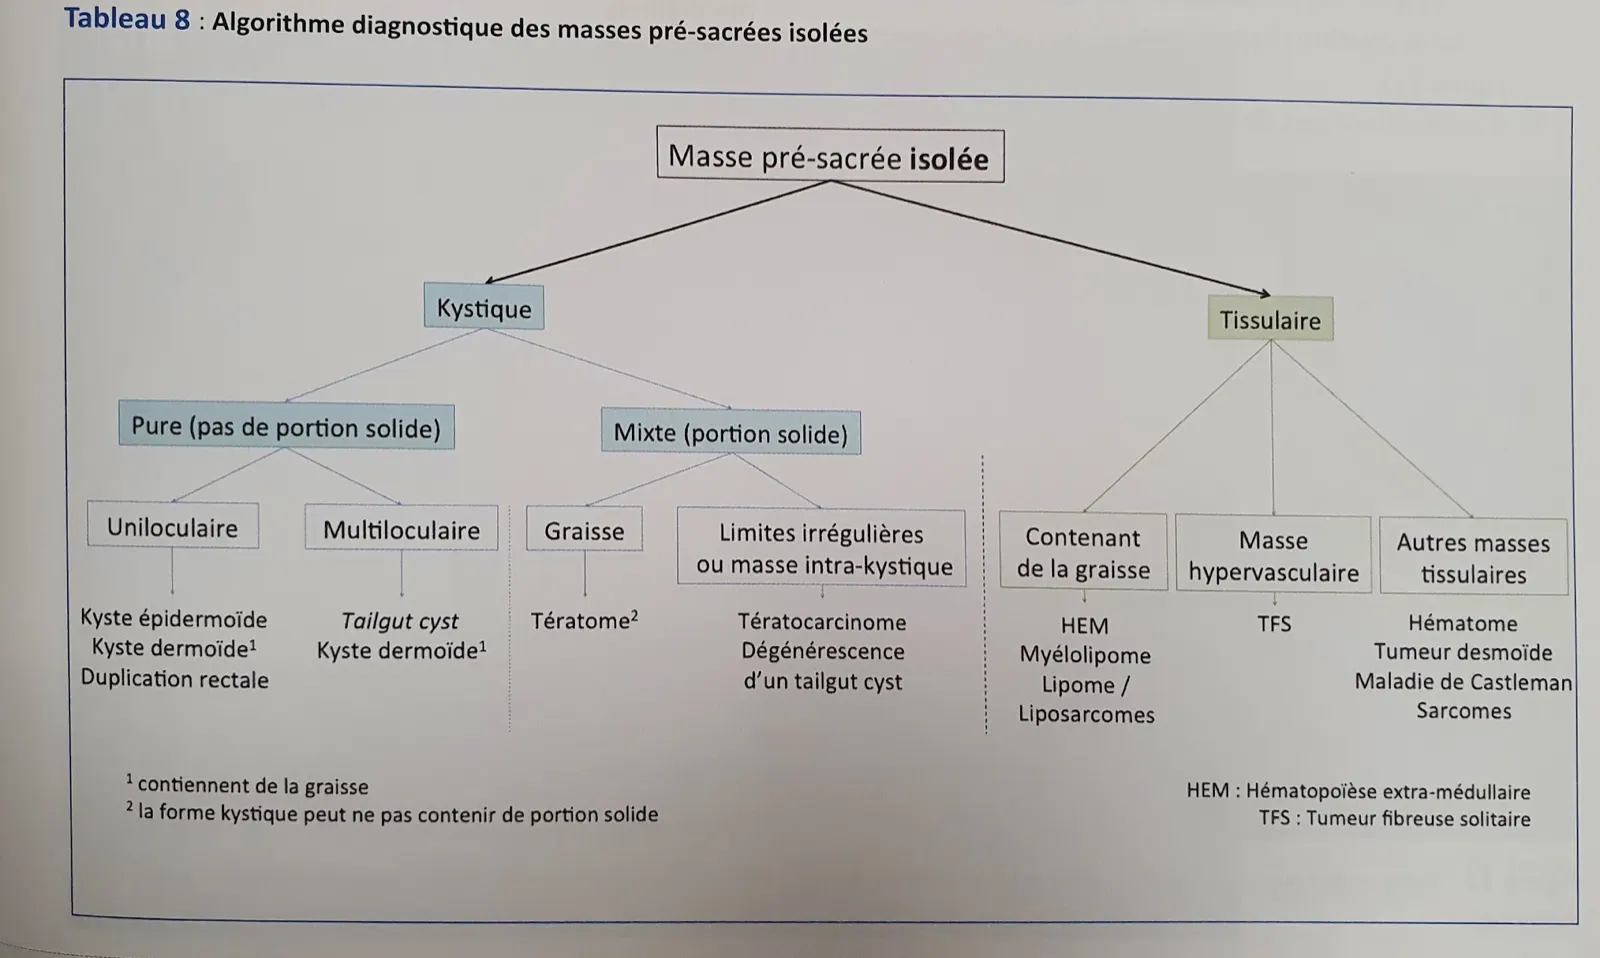 Tableau 8 : Algorithme diagnostique des masses pré-sacrées isolées
Masse pré-sacrée isolée
Kystique
Tissulaire
Pure (pas de portion solide)
Mixte (portion solide)
Uniloculaire
Multiloculaire
Graisse
Limites irrégulières
ou masse intra-kystique
Contenant
de la graisse
Masse
hypervasculaire
Autres masses
tissulaires
Kyste épidermoïde
Kyste dermoïde¹
Duplication rectale
Tailgut cyst
Kyste dermoïde¹
Tératome²
Tératocarcinome
Dégénérescence
d'un tailgut cyst
HEM
Myélolipome
Lipome /
Liposarcomes
TFS
Hématome
Tumeur desmoïde
Maladie de Castleman
Sarcomes
¹ contiennent de la graisse
² la forme kystique peut ne pas contenir de portion solide
HEM : Hématopoïèse extra-médullaire
TFS : Tumeur fibreuse solitaire